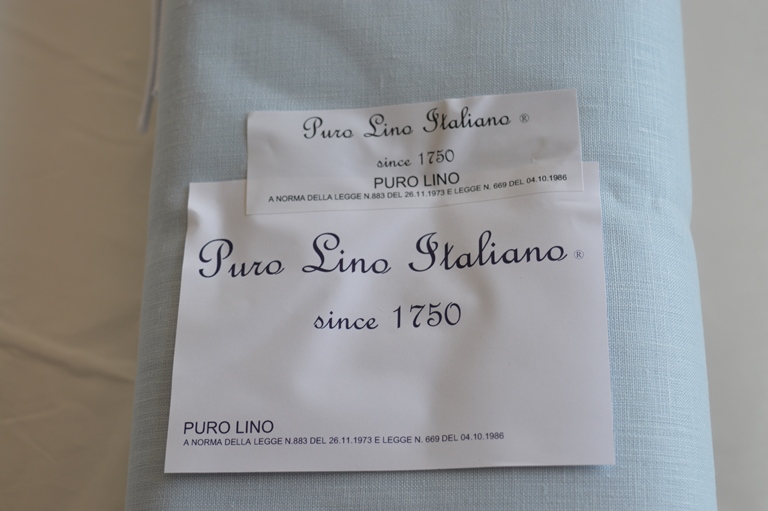 Puro Lino Italiano ®
since 1750
PURO LINO
A NORMA DELLA LEGGE N.883 DEL 26.11.1973 E LEGGE N. 669 DEL 04.10.1986
Puro Lino Italiano ®
since 1750
PURO LINO
A NORMA DELLA LEGGE N.883 DEL 26.11.1973 E LEGGE N. 669 DEL 04.10.1986